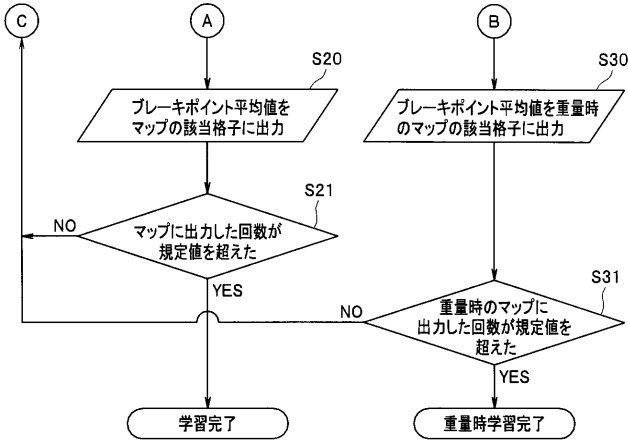 C
A
B
S20
ブレーキポイント平均値を
マップの該当格子に出力
S30
ブレーキポイント平均値を重量時
のマップの該当格子に出力
S21
マップに出力した回数が
規定値を超えた
NO
YES
S31
重量時のマップに
出力した回数が規定値を
超えた
NO
YES
学習完了
重量時学習完了